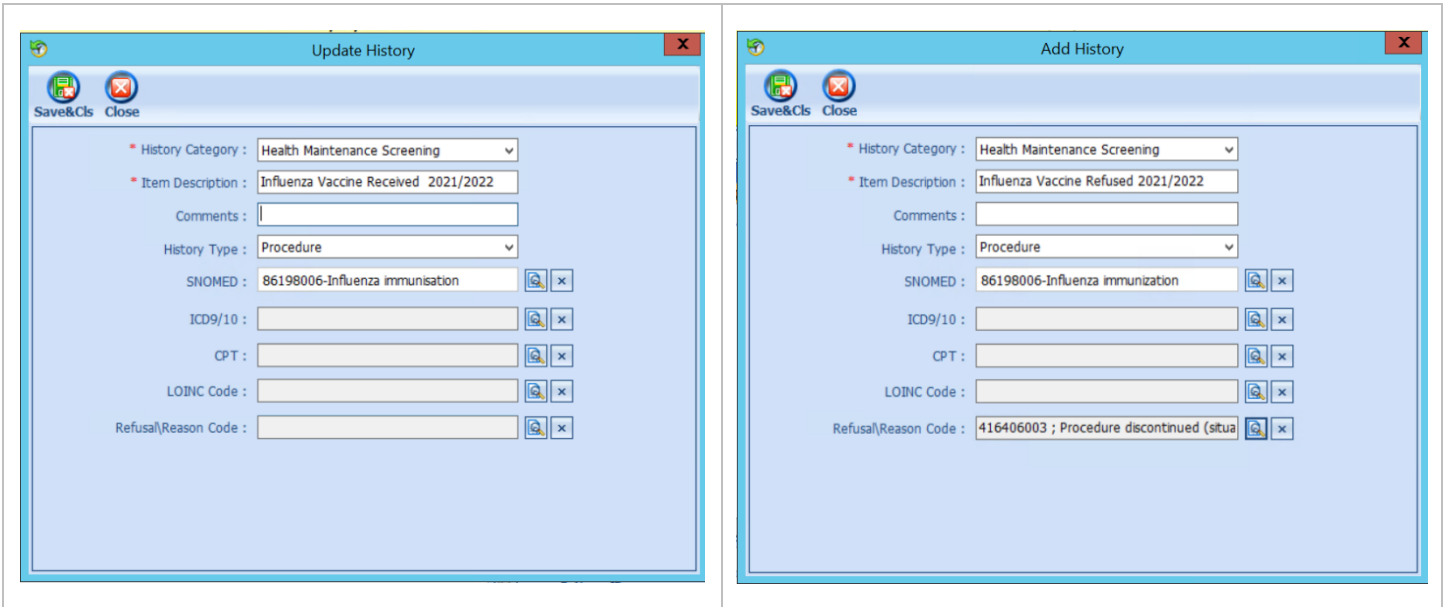 Update History
X
Save&Cls Close
* History Category : Health Maintenance Screening
* Item Description : Influenza Vaccine Received 2021/2022
Comments :
History Type : Procedure
SNOMED : 86198006-Influenza immunisation
ICD9/10 :
CPT :
LOINC Code :
Refusal\Reason Code :
Add History
X
Save&Cls Close
* History Category : Health Maintenance Screening
* Item Description : Influenza Vaccine Refused 2021/2022
Comments :
History Type : Procedure
SNOMED : 86198006-Influenza immunization
ICD9/10 :
CPT :
LOINC Code :
Refusal\Reason Code : 416406003 ; Procedure discontinued (situa